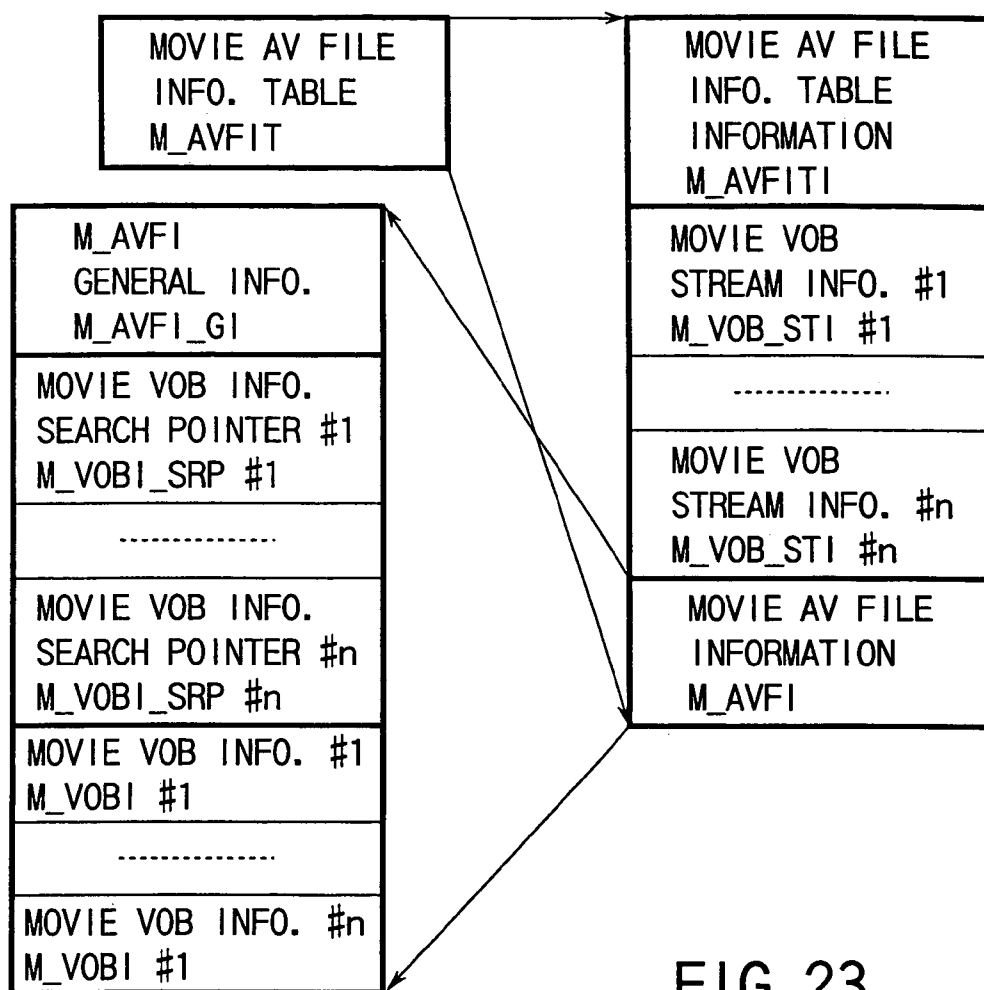 MOVIE AV FILE
INFO. TABLE
M_AVFIT
MOVIE AV FILE
INFO. TABLE
INFORMATION
M_AVFITI
MOVIE VOB
STREAM INFO. #1
M_VOB_STI #1
MOVIE VOB
STREAM INFO. #n
M_VOB_STI #n
MOVIE AV FILE
INFORMATION
M_AVFI
M_AVFI
GENERAL INFO.
M_AVFI_GI
MOVIE VOB INFO.
SEARCH POINTER #1
M_VOBI_SRP #1
MOVIE VOB INFO.
SEARCH POINTER #n
M_VOBI_SRP #n
MOVIE VOB INFO. #1
M_VOBI #1
MOVIE VOB INFO. #n
M_VOBI #1
FIG. 23